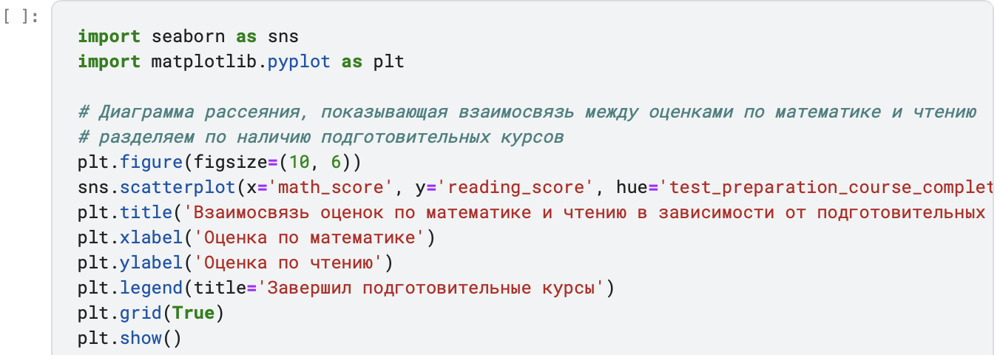 [ ]:
import seaborn as sns
import matplotlib.pyplot as plt
# Диаграмма рассеяния, показывающая взаимосвязь между оценками по математике и чтению
# разделяем по наличию подготовительных курсов
plt.figure(figsize=(10, 6))
sns.scatterplot(x='math_score', y='reading_score', hue='test_preparation_course_complet
plt.title('Взаимосвязь оценок по математике и чтению в зависимости от подготовительных
plt.xlabel('Оценка по математике')
plt.ylabel('Оценка по чтению')
plt.legend(title='Завершил подготовительные курсы')
plt.grid(True)
plt.show()